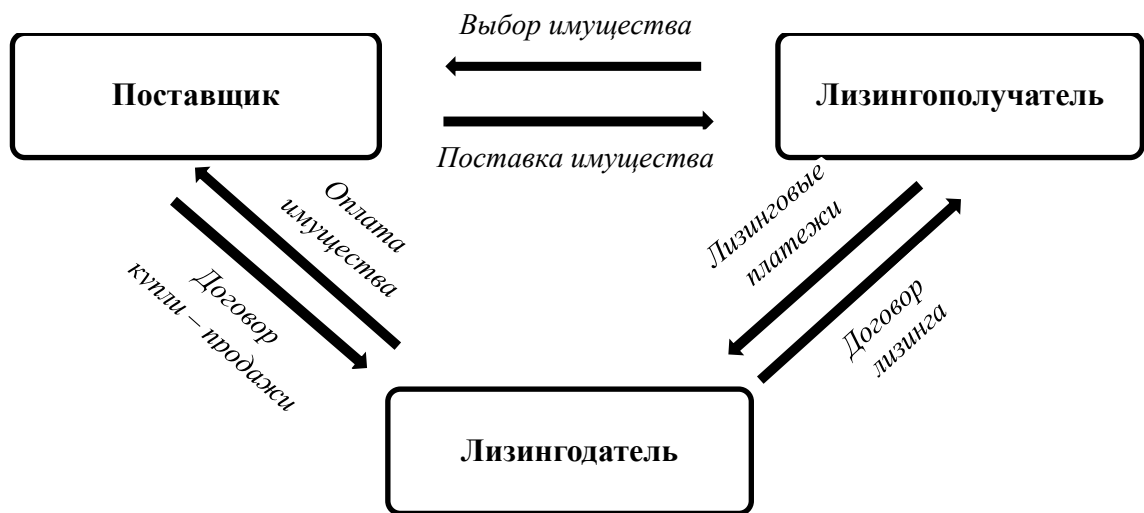 Выбор имущества
Поставщик
Лизингополучатель
Поставка имущества
Оплата
имущества
Договор
купли – продажи
Лизинговые
платежи
Договор
лизинга
Лизингодатель